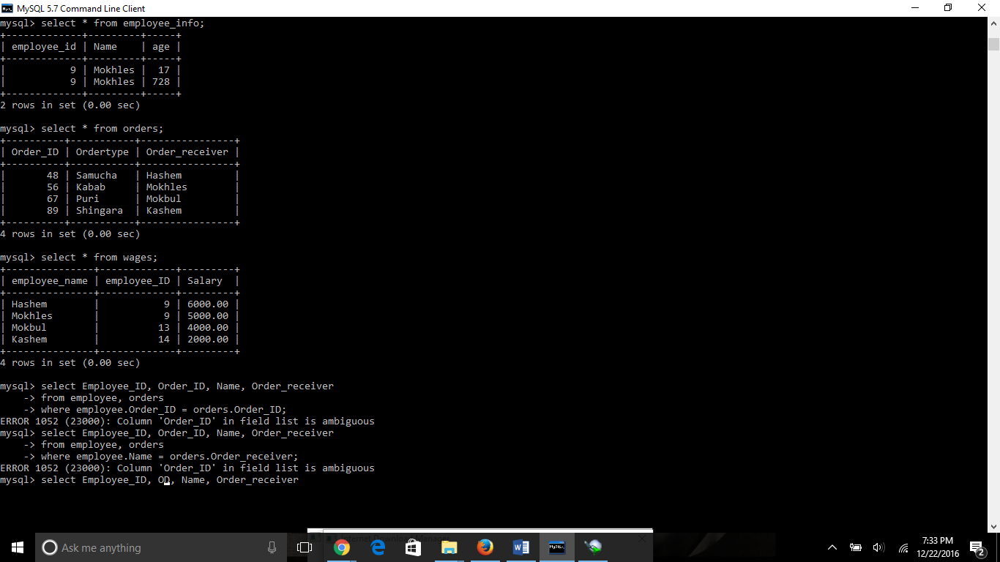 MySQL 5.7 Command Line Client
mysql> select * from employee_info;
+-------------+---------+-----+
| employee_id | Name    | age |
+-------------+---------+-----+
|           9 | Mokhles |  17 |
|           9 | Mokhles | 728 |
+-------------+---------+-----+
2 rows in set (0.00 sec)
mysql> select * from orders;
+----------+-----------+----------------+
| Order_ID | Ordertype | Order_receiver |
+----------+-----------+----------------+
|       48 | Samucha   | Hashem         |
|       56 | Kabab     | Mokhles        |
|       67 | Puri      | Mokbul         |
|       89 | Shingara  | Kashem         |
+----------+-----------+----------------+
4 rows in set (0.00 sec)
mysql> select * from wages;
+---------------+-------------+---------+
| employee_name | employee_ID | Salary  |
+---------------+-------------+---------+
| Hashem        |           9 | 6000.00 |
| Mokhles       |           9 | 5000.00 |
| Mokbul        |          13 | 4000.00 |
| Kashem        |          14 | 2000.00 |
+---------------+-------------+---------+
4 rows in set (0.00 sec)
mysql> select Employee_ID, Order_ID, Name, Order_receiver
    -> from employee, orders
    -> where employee.Order_ID = orders.Order_ID;
ERROR 1052 (23000): Column 'Order_ID' in field list is ambiguous
mysql> select Employee_ID, Order_ID, Name, Order_receiver
    -> from employee, orders
    -> where employee.Name = orders.Order_receiver;
ERROR 1052 (23000): Column 'Order_ID' in field list is ambiguous
mysql> select Employee_ID, OD, Name, Order_receiver
Internet Download Manager
Ask me anything
7:33 PM
12/22/2016
2